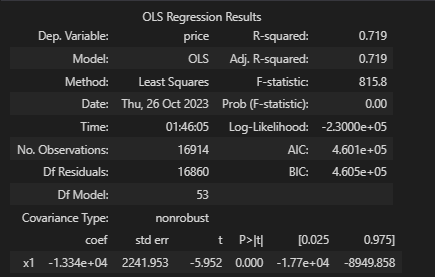 OLS Regression Results
Dep. Variable: price R-squared: 0.719
Model: OLS Adj. R-squared: 0.719
Method: Least Squares F-statistic: 815.8
Date: Thu, 26 Oct 2023 Prob (F-statistic): 0.00
Time: 01:46:05 Log-Likelihood: -2.3000e+05
No. Observations: 16914 AIC: 4.601e+05
Df Residuals: 16860 BIC: 4.605e+05
Df Model: 53
Covariance Type: nonrobust
coef std err t P>|t| [0.025 0.975]
x1 -1.334e+04 2241.953 -5.952 0.000 -1.77e+04 -8949.858